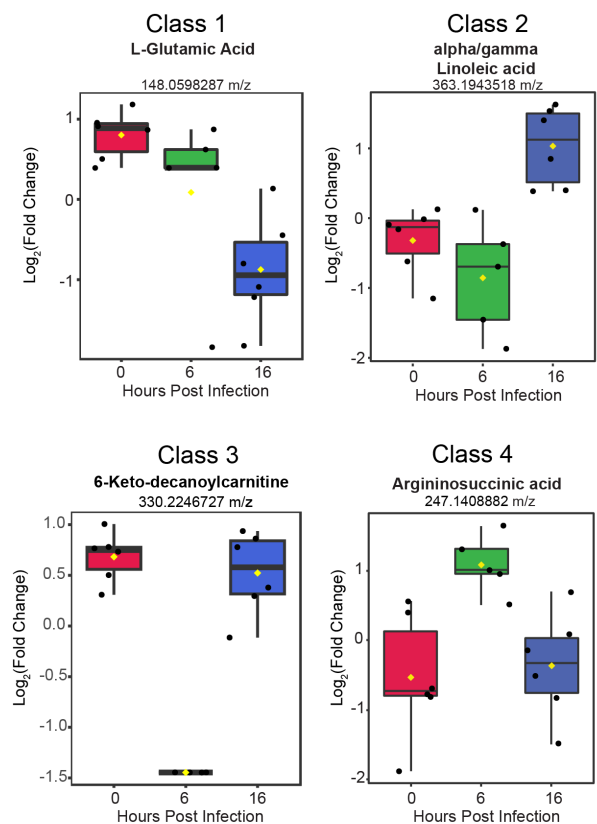 Class 1
L-Glutamic Acid
148.0598287 m/z
1
0
-1
Log2(Fold Change)
0 6 16
Hours Post Infection
Class 2
alpha/gamma
Linoleic acid
363.1943518 m/z
1
0
-1
-2
Log2(Fold Change)
0 6 16
Hours Post Infection
Class 3
6-Keto-decanoylcarnitine
330.2246727 m/z
1.0
0.5
0.0
-0.5
-1.0
-1.5
Log2(Fold Change)
0 6 16
Hours Post Infection
Class 4
Argininosuccinic acid
247.1408882 m/z
1
0
-1
-2
Log2(Fold Change)
0 6 16
Hours Post Infection